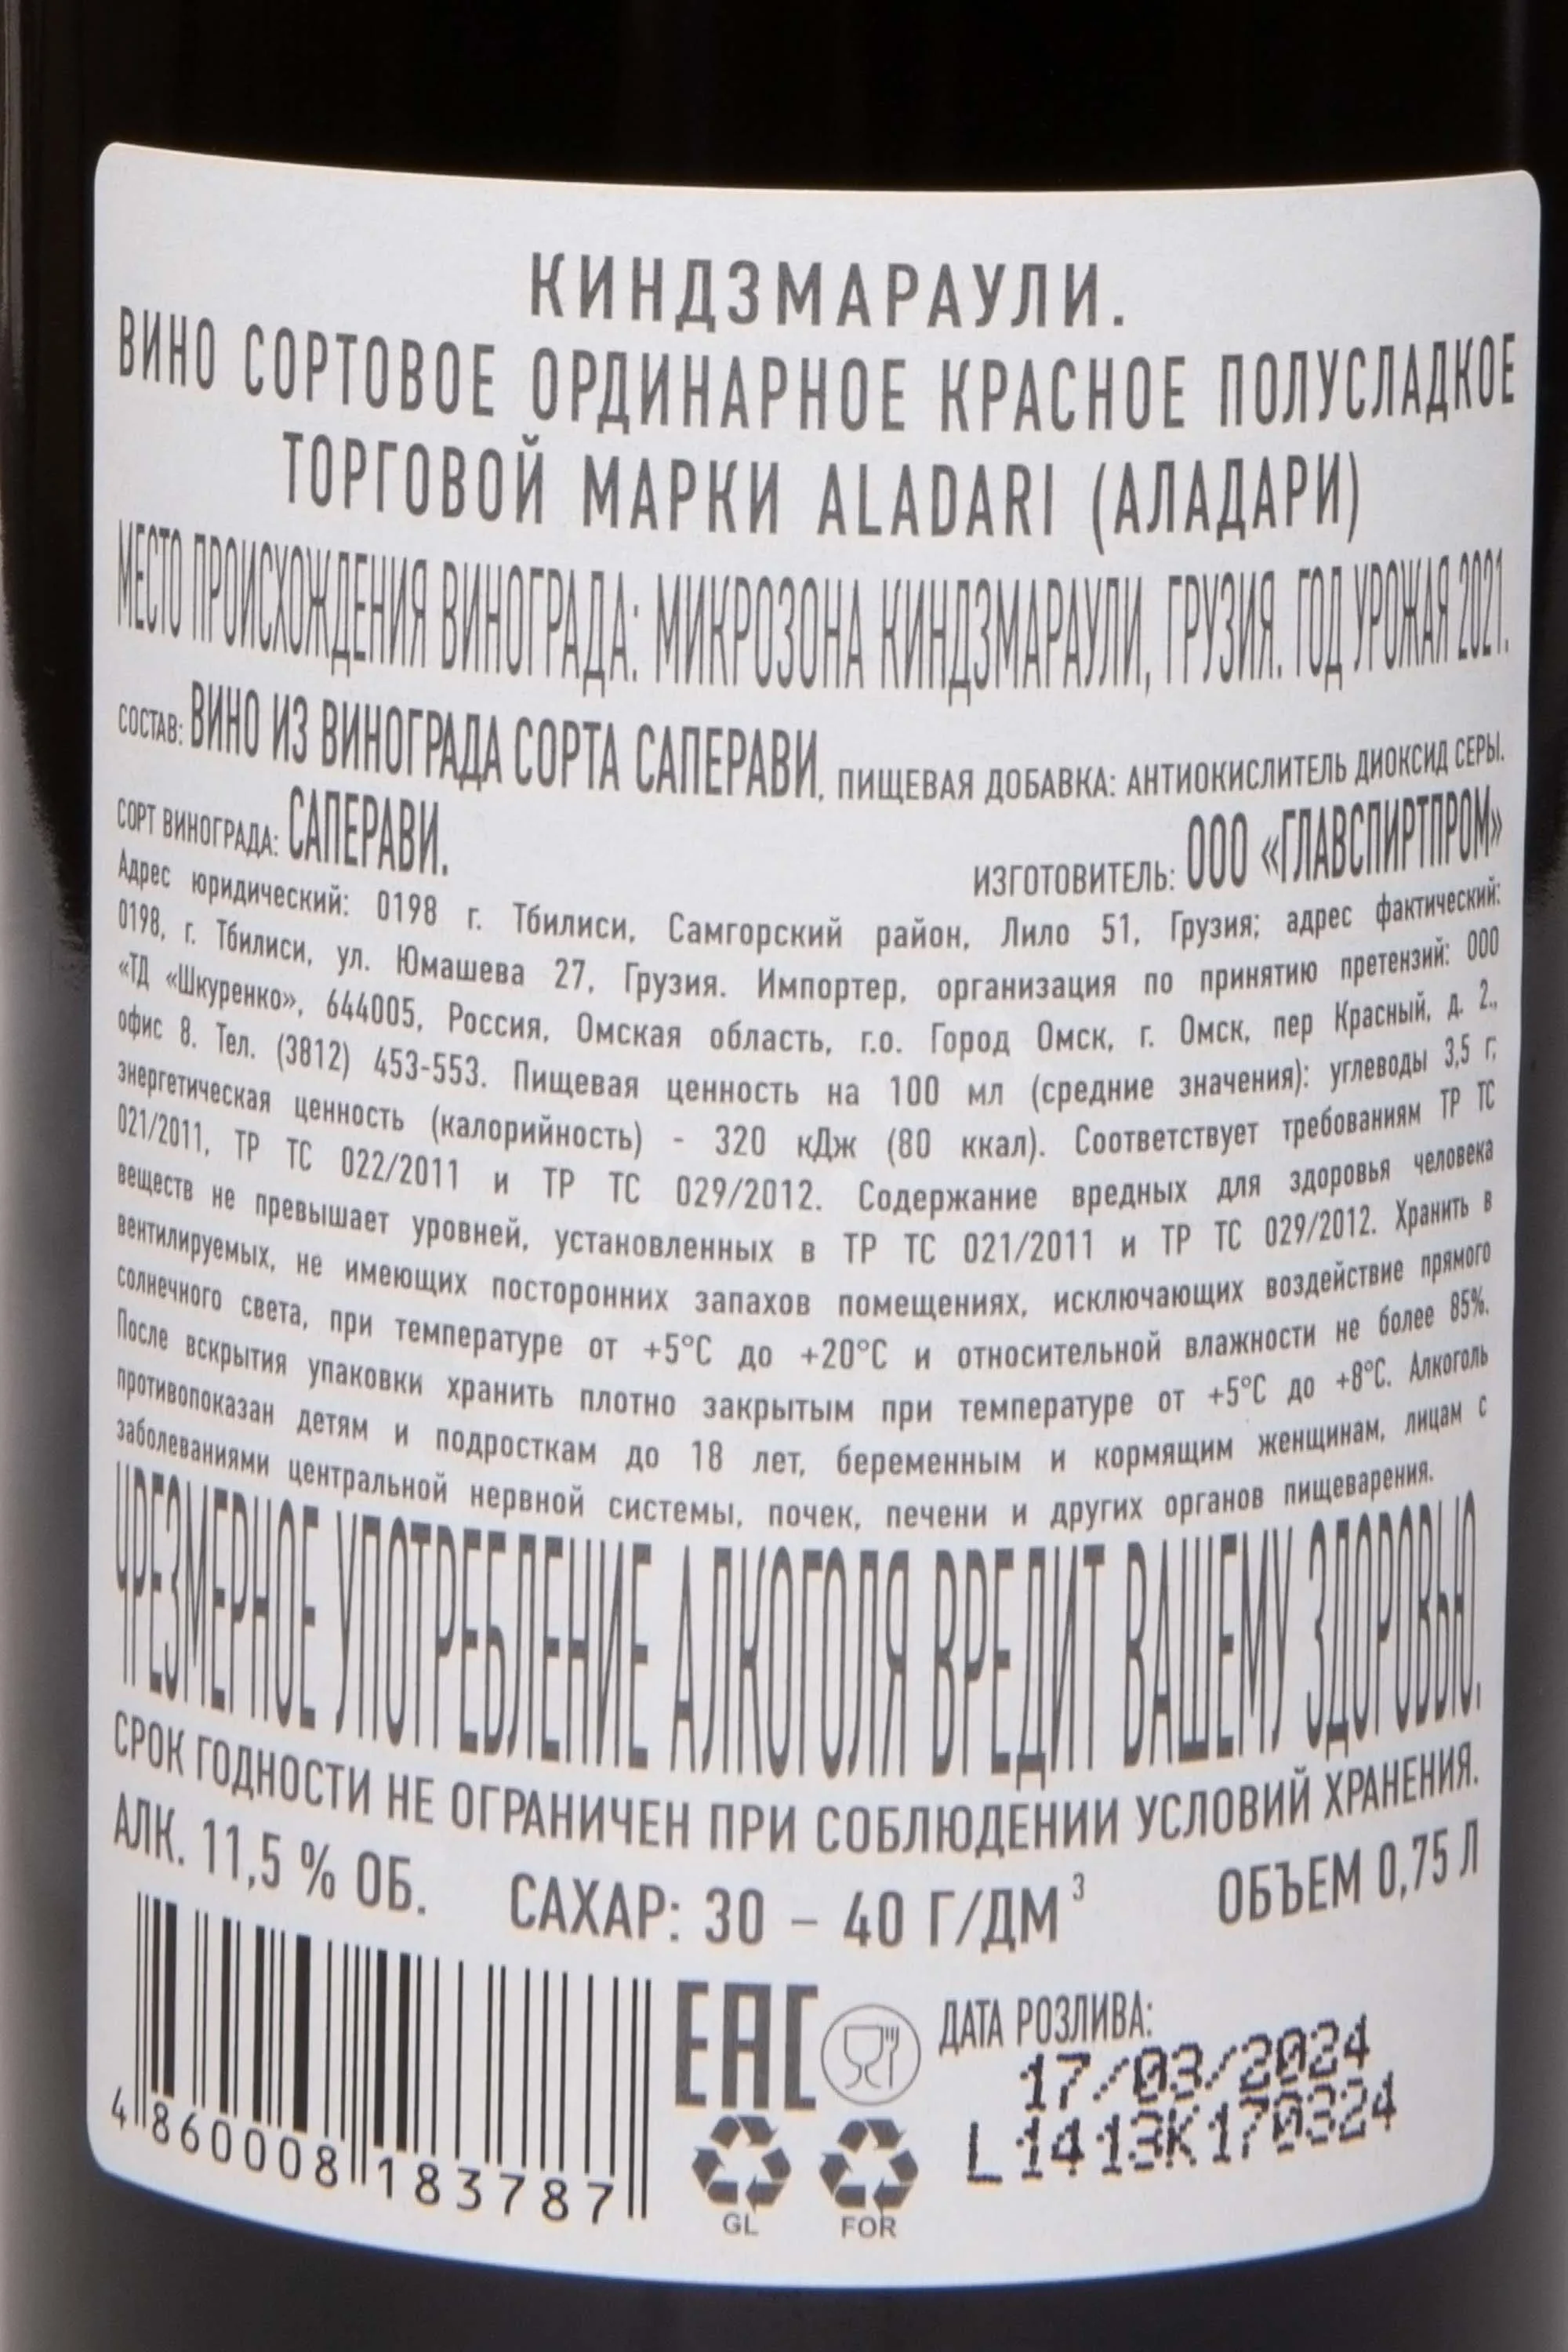 КИНДЗМАРАУЛИ.
ВИНО СОРТОВОЕ ОРДИНАРНОЕ КРАСНОЕ ПОЛУСЛАДКОЕ
ТОРГОВОЙ МАРКИ ALADARI (АЛАДАРИ)
МЕСТО ПРОИСХОЖДЕНИЯ ВИНОГРАДА: МИКРОЗОНА КИНДЗМАРАУЛИ, ГРУЗИЯ. ГОД УРОЖАЯ 2021.
СОСТАВ: ВИНО ИЗ ВИНОГРАДА СОРТА САПЕРАВИ, ПИЩЕВАЯ ДОБАВКА: АНТИОКИСЛИТЕЛЬ ДИОКСИД СЕРЫ.
СОРТ ВИНОГРАДА: САПЕРАВИ. ИЗГОТОВИТЕЛЬ: ООО «ГЛАВСПИРТПРОМ»
Адрес юридический: 0198 г. Тбилиси, Самгорский район, Лило 51, Грузия; адрес фактический:
0198, г. Тбилиси, ул. Юмашева 27, Грузия. Импортер, организация по принятию претензий: ООО
«ТД «Шкуренко», 644005, Россия, Омская область, г.о. Город Омск, г. Омск, пер Красный, д. 2.,
офис 8. Тел. (3812) 453-553. Пищевая ценность на 100 мл (средние значения): углеводы 3,5 г;
энергетическая ценность (калорийность) - 320 кДж (80 ккал). Соответствует требованиям ТР ТС
021/2011, ТР ТС 022/2011 и ТР ТС 029/2012. Содержание вредных для здоровья человека
веществ не превышает уровней, установленных в ТР ТС 021/2011 и ТР ТС 029/2012. Хранить в
вентилируемых, не имеющих посторонних запахов помещениях, исключающих воздействие прямого
солнечного света, при температуре от +5°С до +20°С и относительной влажности не более 85%.
После вскрытия упаковки хранить плотно закрытым при температуре от +5°С до +8°С. Алкоголь
противопоказан детям и подросткам до 18 лет, беременным и кормящим женщинам, лицам с
заболеваниями центральной нервной системы, почек, печени и других органов пищеварения.
ЧРЕЗМЕРНОЕ УПОТРЕБЛЕНИЕ АЛКОГОЛЯ ВРЕДИТ ВАШЕМУ ЗДОРОВЬЮ.
СРОК ГОДНОСТИ НЕ ОГРАНИЧЕН ПРИ СОБЛЮДЕНИИ УСЛОВИЙ ХРАНЕНИЯ.
АЛК. 11,5 % ОБ. САХАР: 30 – 40 Г/ДМ³ ОБЪЕМ 0,75 Л
EAC ДАТА РОЗЛИВА:
17/03/2024
L1413K170324
4 860008 183787
GL FOR